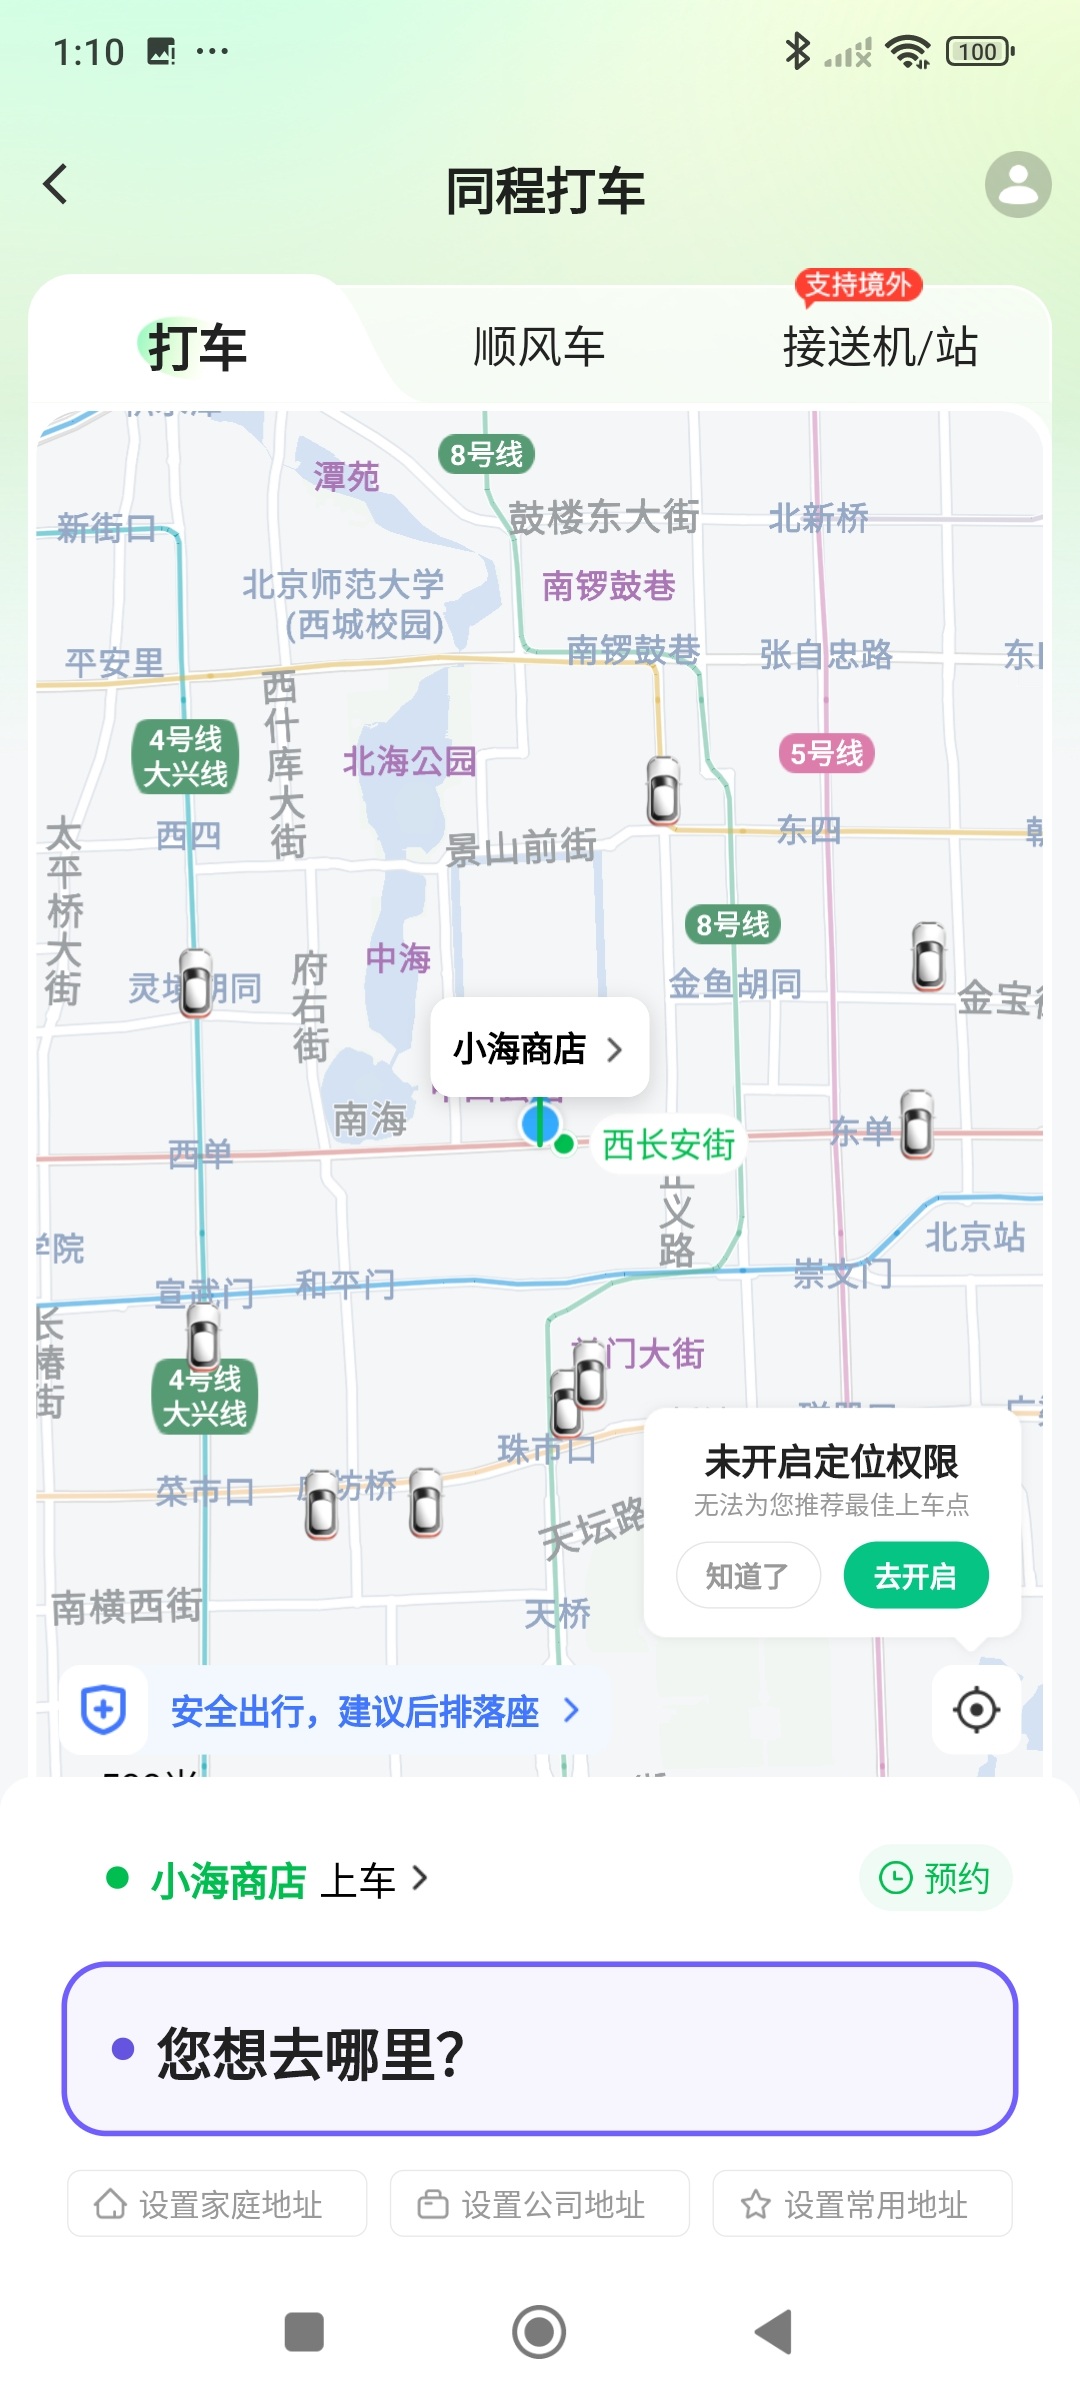 1:10
100
同程打车
支持境外
打车
顺风车
接送机/站
潭苑
8号线
鼓楼东大街
新街口
北新桥
北京师范大学
(西城校园)
南锣鼓巷
南锣鼓巷
张自忠路
平安里
西什库大街
4号线
大兴线
北海公园
5号线
太平桥大街
西四
景山前街
东四
8号线
中海
府右街
金鱼胡同
金宝
小海商店
南海
西长安街
东单
西单
义路
学院
北京站
宣武门
和平门
崇文门
长椿街
门大街
4号线
大兴线
珠市口
菜市口
坊桥
天坛路
未开启定位权限
无法为您推荐最佳上车点
知道了
去开启
南横西街
天桥
安全出行，建议后排落座
小海商店 上车
预约
您想去哪里?
设置家庭地址
设置公司地址
设置常用地址